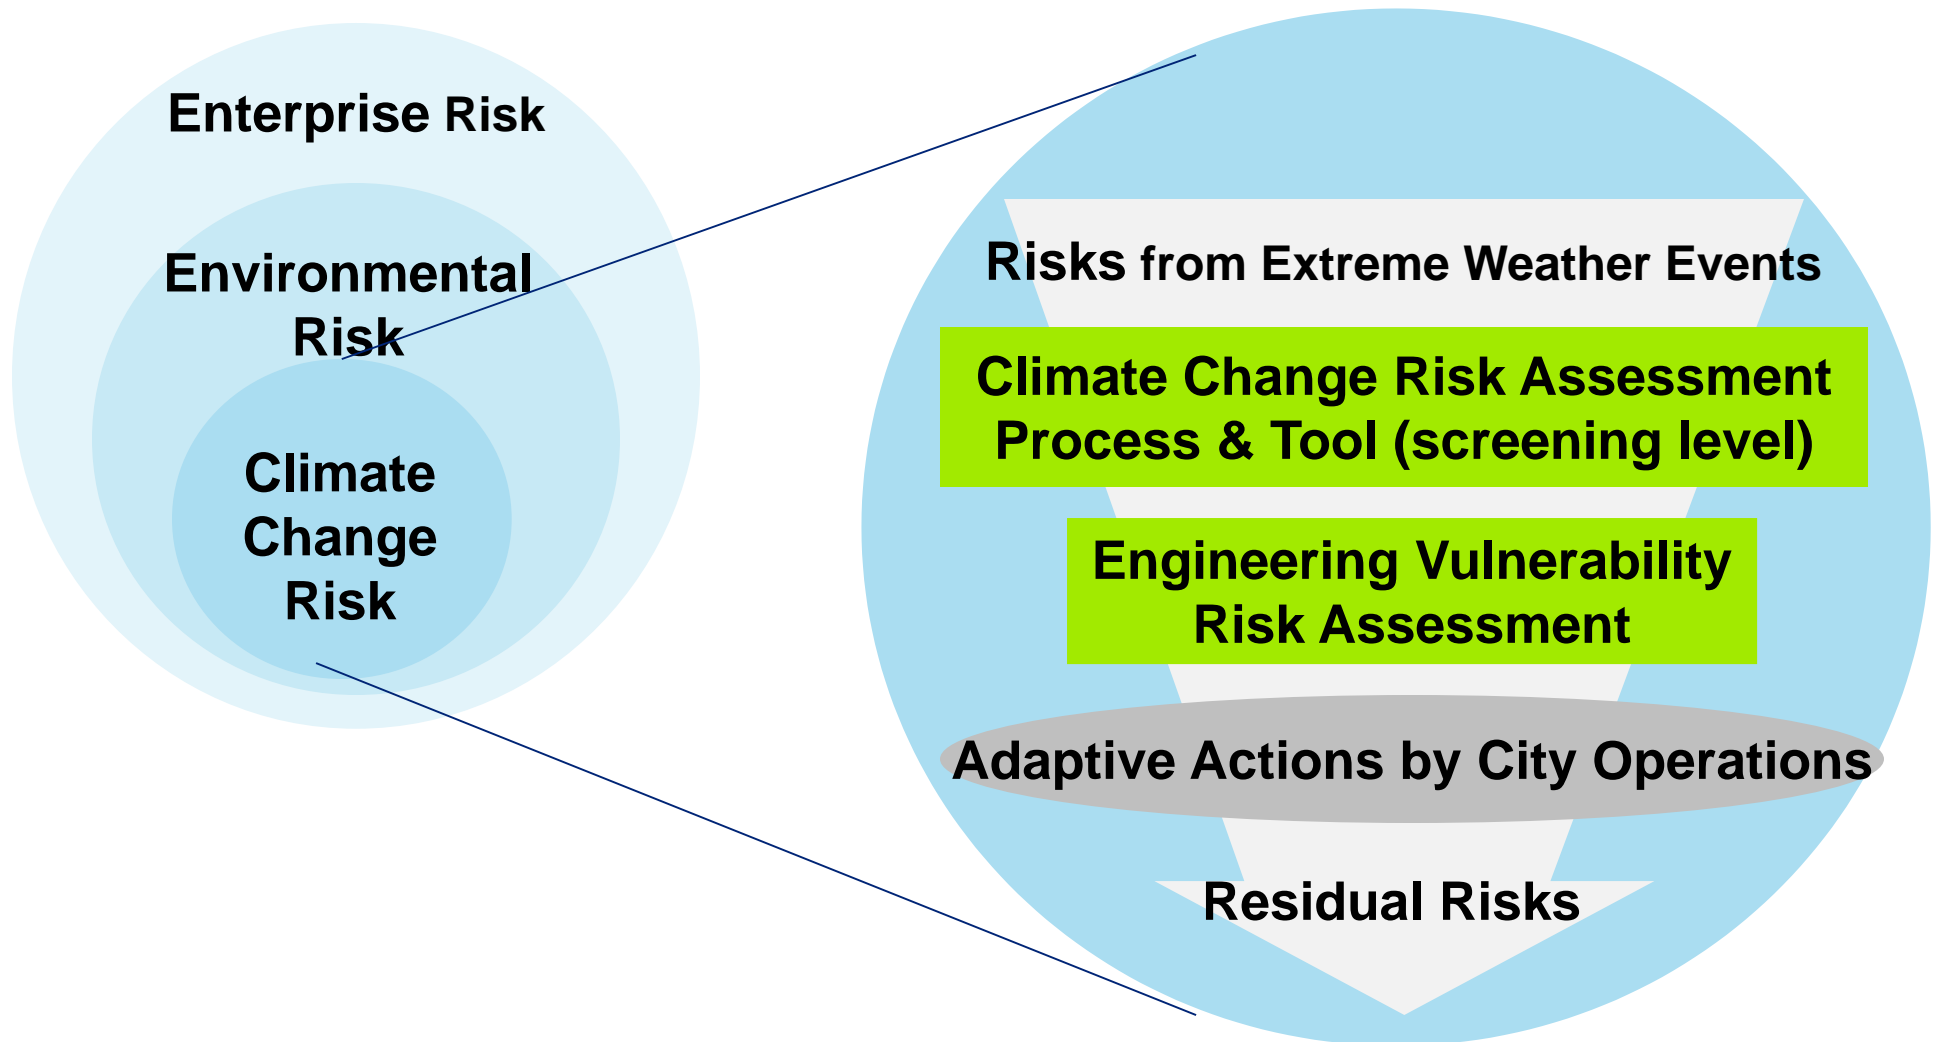 Enterprise Risk
Environmental
Risk
Climate
Change
Risk
Risks from Extreme Weather Events
Climate Change Risk Assessment
Process & Tool (screening level)
Engineering Vulnerability
Risk Assessment
Adaptive Actions by City Operations
Residual Risks